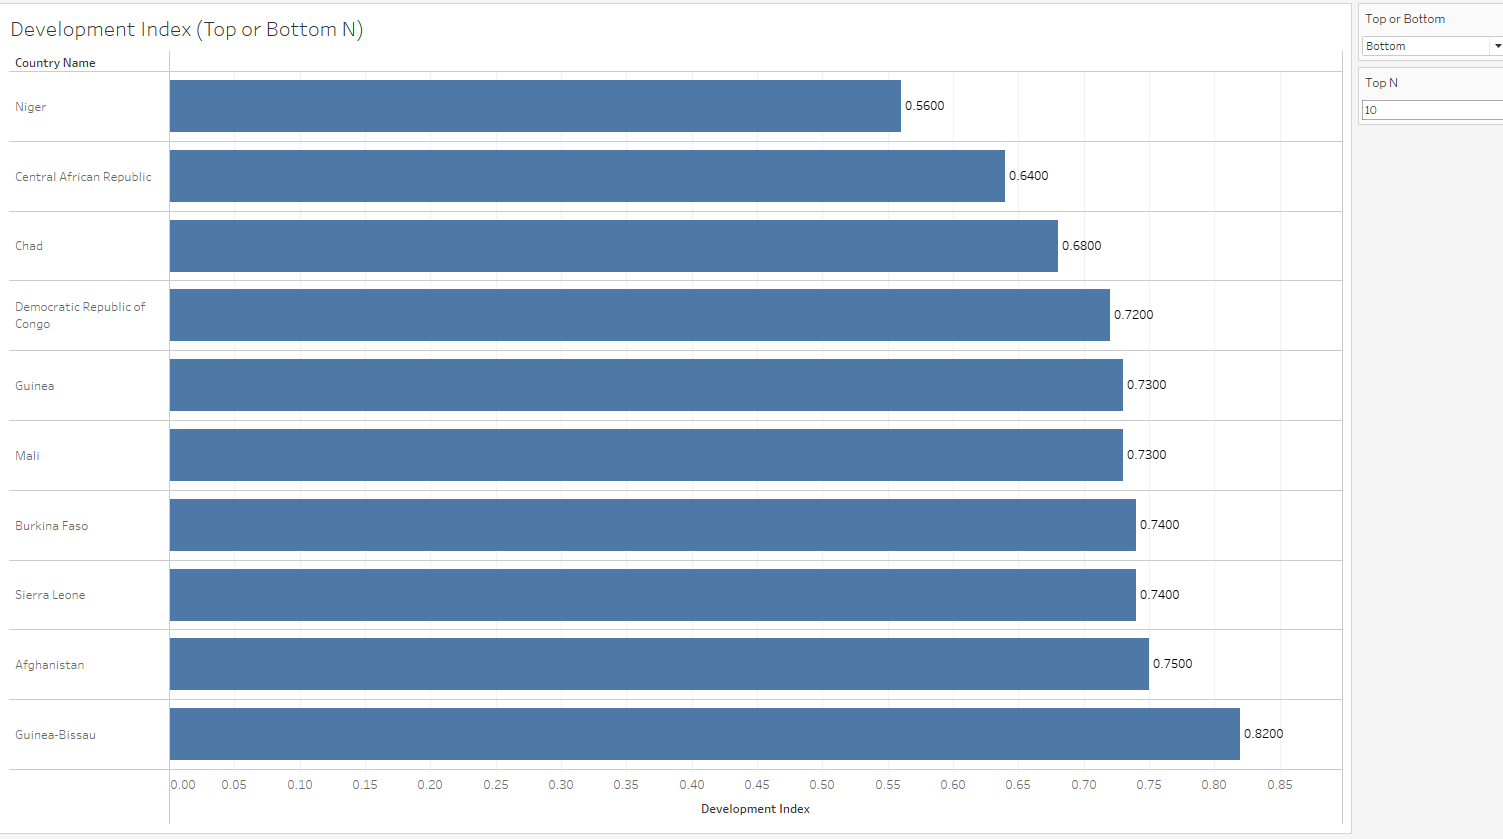 Development Index (Top or Bottom N)
Top or Bottom
Bottom
Top N
10
Country Name
Niger
0.5600
Central African Republic
0.6400
Chad
0.6800
Democratic Republic of
Congo
0.7200
Guinea
0.7300
Mali
0.7300
Burkina Faso
0.7400
Sierra Leone
0.7400
Afghanistan
0.7500
Guinea-Bissau
0.8200
0.00 0.05 0.10 0.15 0.20 0.25 0.30 0.35 0.40 0.45 0.50 0.55 0.60 0.65 0.70 0.75 0.80 0.85
Development Index